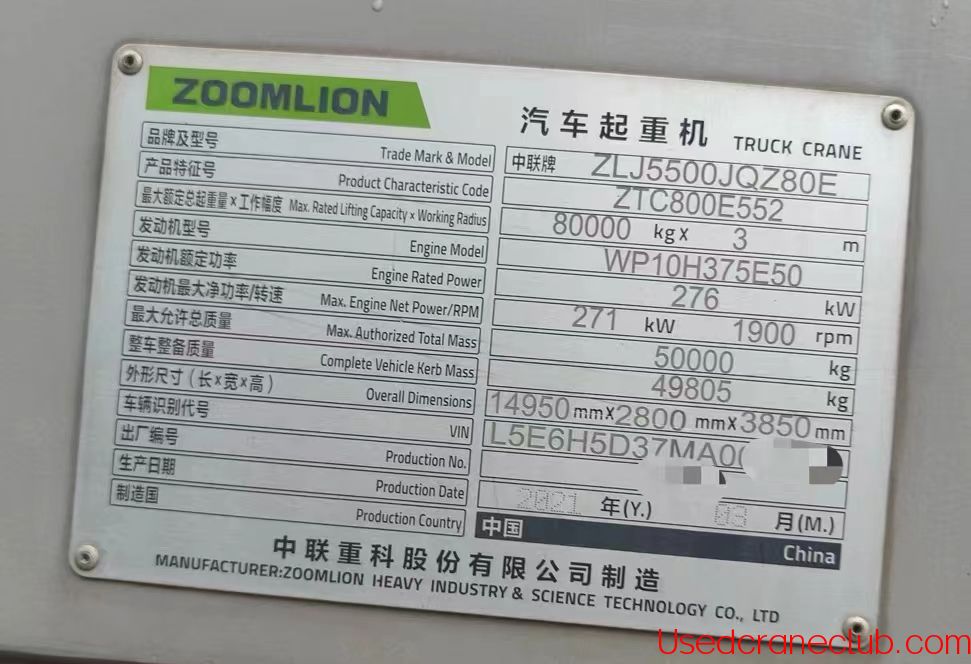 ZOOMLION
汽车起重机 TRUCK CRANE
品牌及型号 Trade Mark & Model 中联牌 ZLJ5500JQZ80E
产品特征号 Product Characteristic Code ZTC800E552
最大额定总起重量×工作幅度 Max. Rated Lifting Capacity × Working Radius 80000 kg× 3 m
发动机型号 Engine Model WP10H375E50
发动机额定功率 Engine Rated Power 276 kW
发动机最大净功率/转速 Max. Engine Net Power/RPM 271 kW 1900 rpm
最大允许总质量 Max. Authorized Total Mass 50000 kg
整车整备质量 Complete Vehicle Kerb Mass 49805 kg
外形尺寸(长×宽×高) Overall Dimensions 14950 mm×2800 mm×3850 mm
车辆识别代号 VIN L5E6H5D37MA0
出厂编号 Production No.
生产日期 Production Date 2021 年(Y.) 03 月(M.)
制造国 Production Country 中国 China
中联重科股份有限公司制造
MANUFACTURER:ZOOMLION HEAVY INDUSTRY & SCIENCE TECHNOLOGY CO., LTD
Usedcraneclub.com